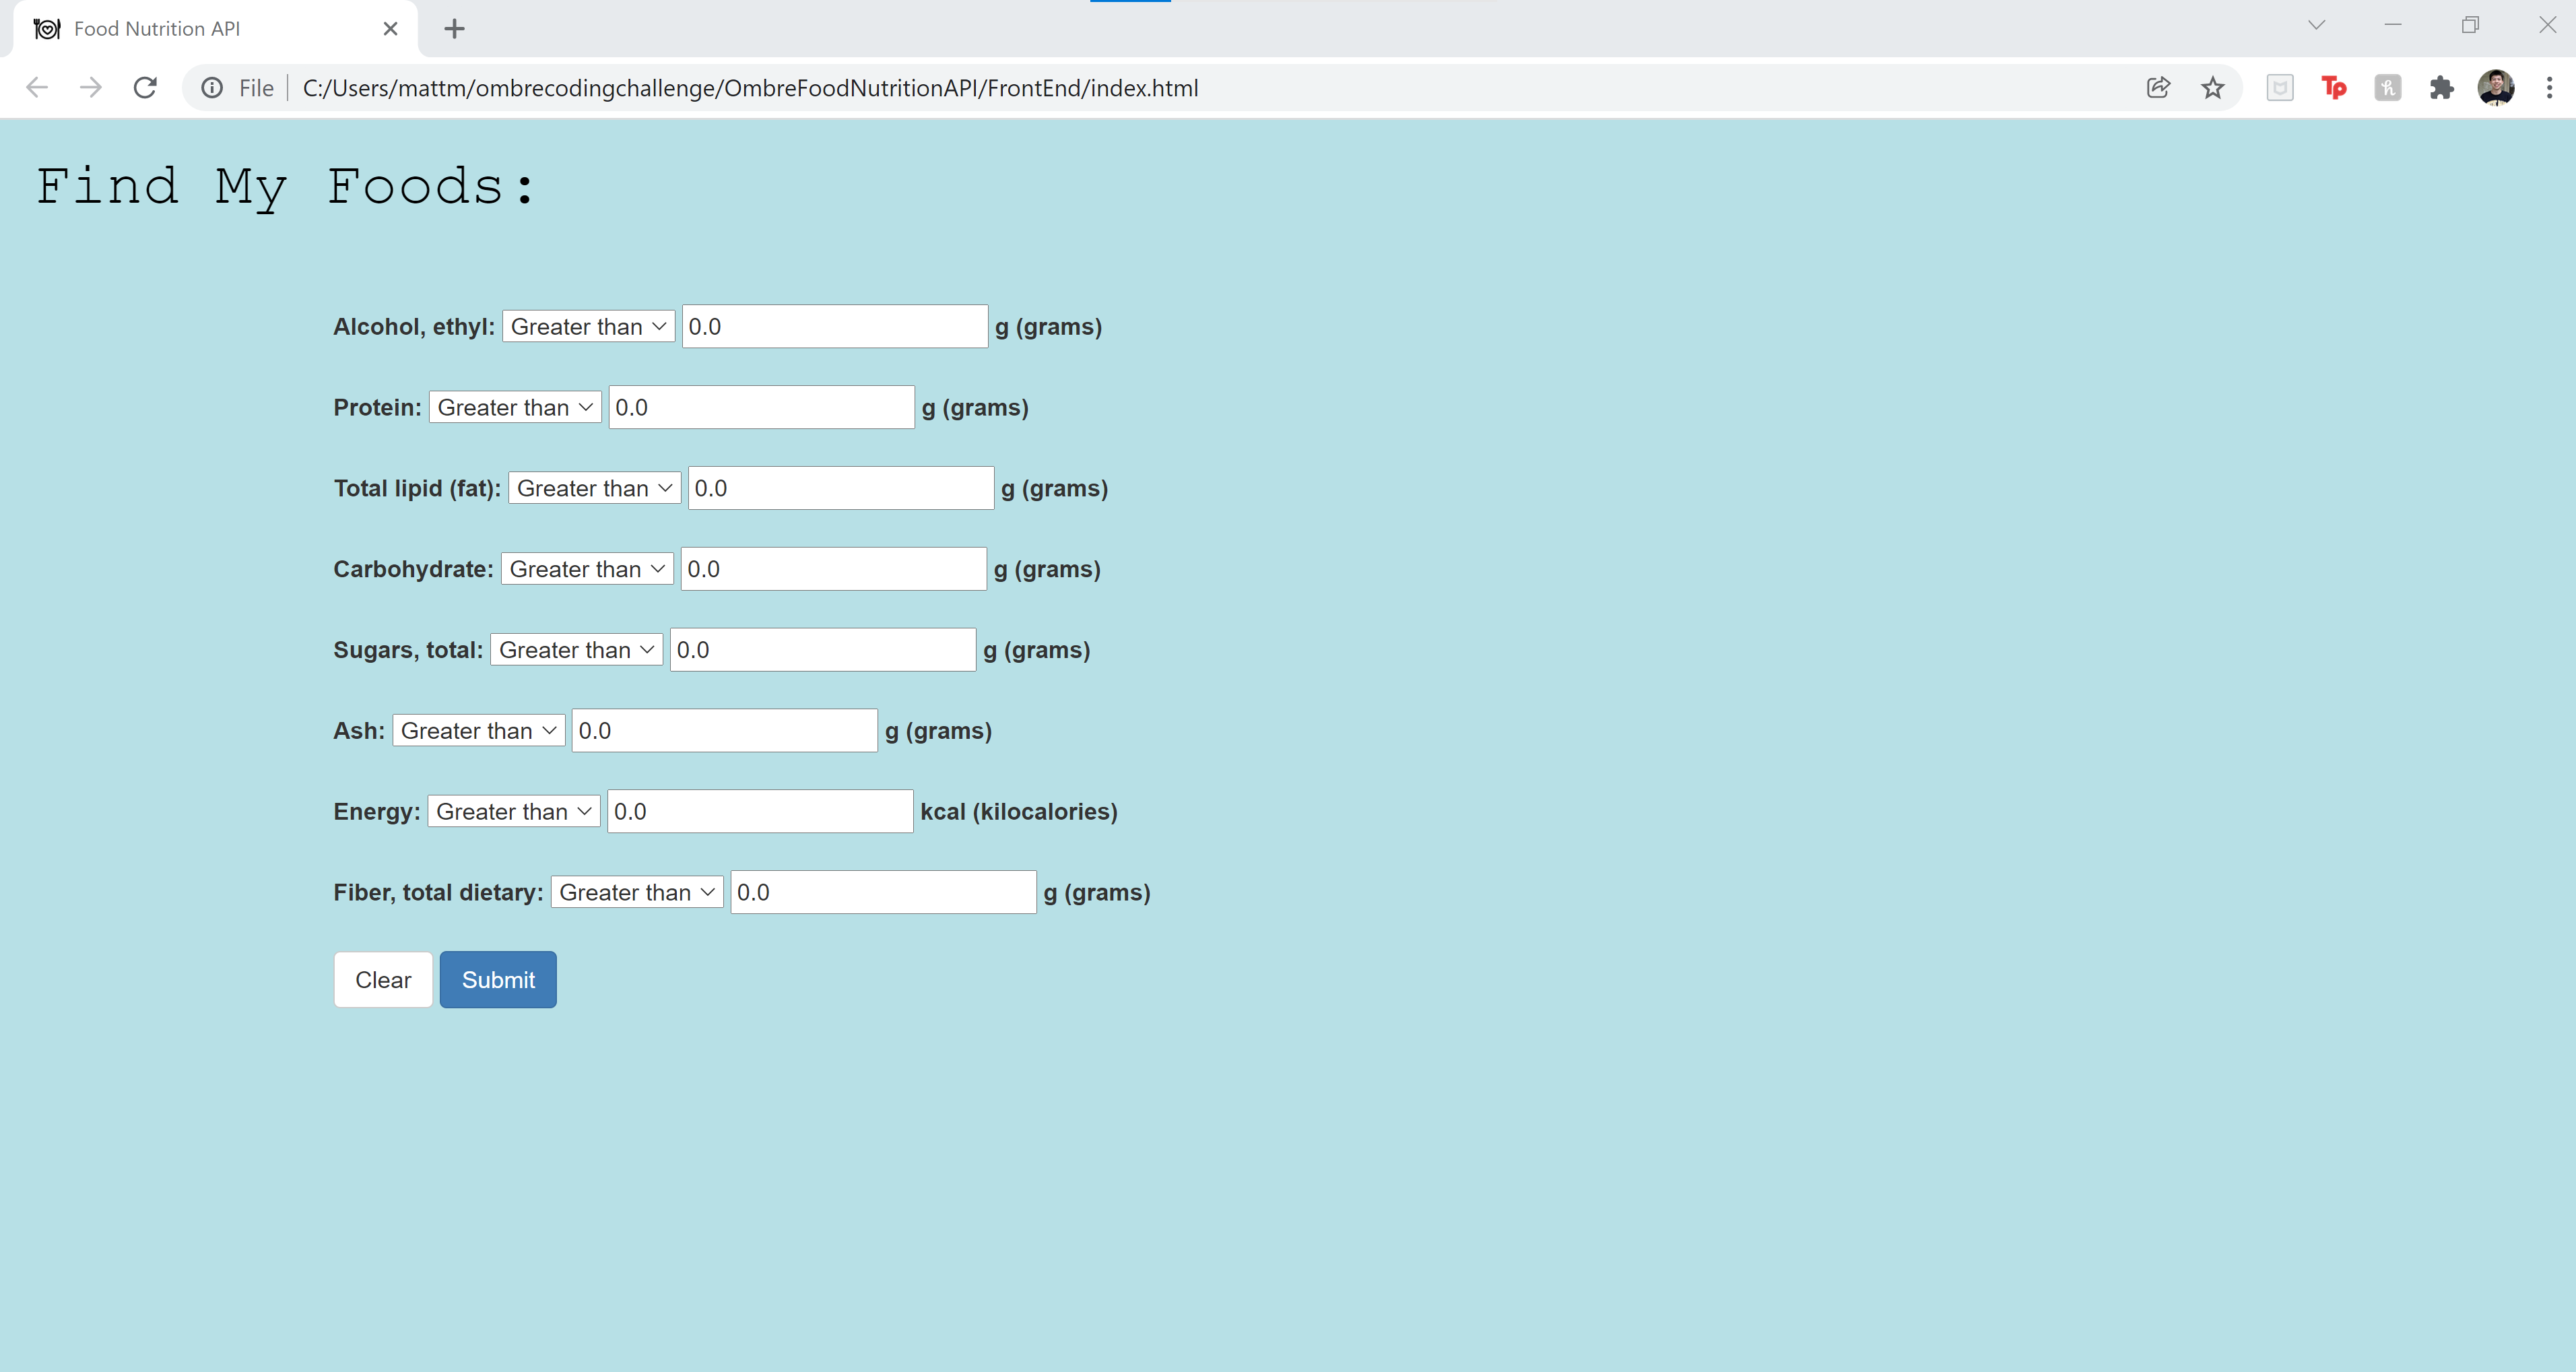 Food Nutrition API
File C:/Users/mattm/ombrecodingchallenge/OmbreFoodNutritionAPI/FrontEnd/index.html
Tp h
Find My Foods:
Alcohol, ethyl: Greater than 0.0 g (grams)
Protein: Greater than 0.0 g (grams)
Total lipid (fat): Greater than 0.0 g (grams)
Carbohydrate: Greater than 0.0 g (grams)
Sugars, total: Greater than 0.0 g (grams)
Ash: Greater than 0.0 g (grams)
Energy: Greater than 0.0 kcal (kilocalories)
Fiber, total dietary: Greater than 0.0 g (grams)
Clear Submit